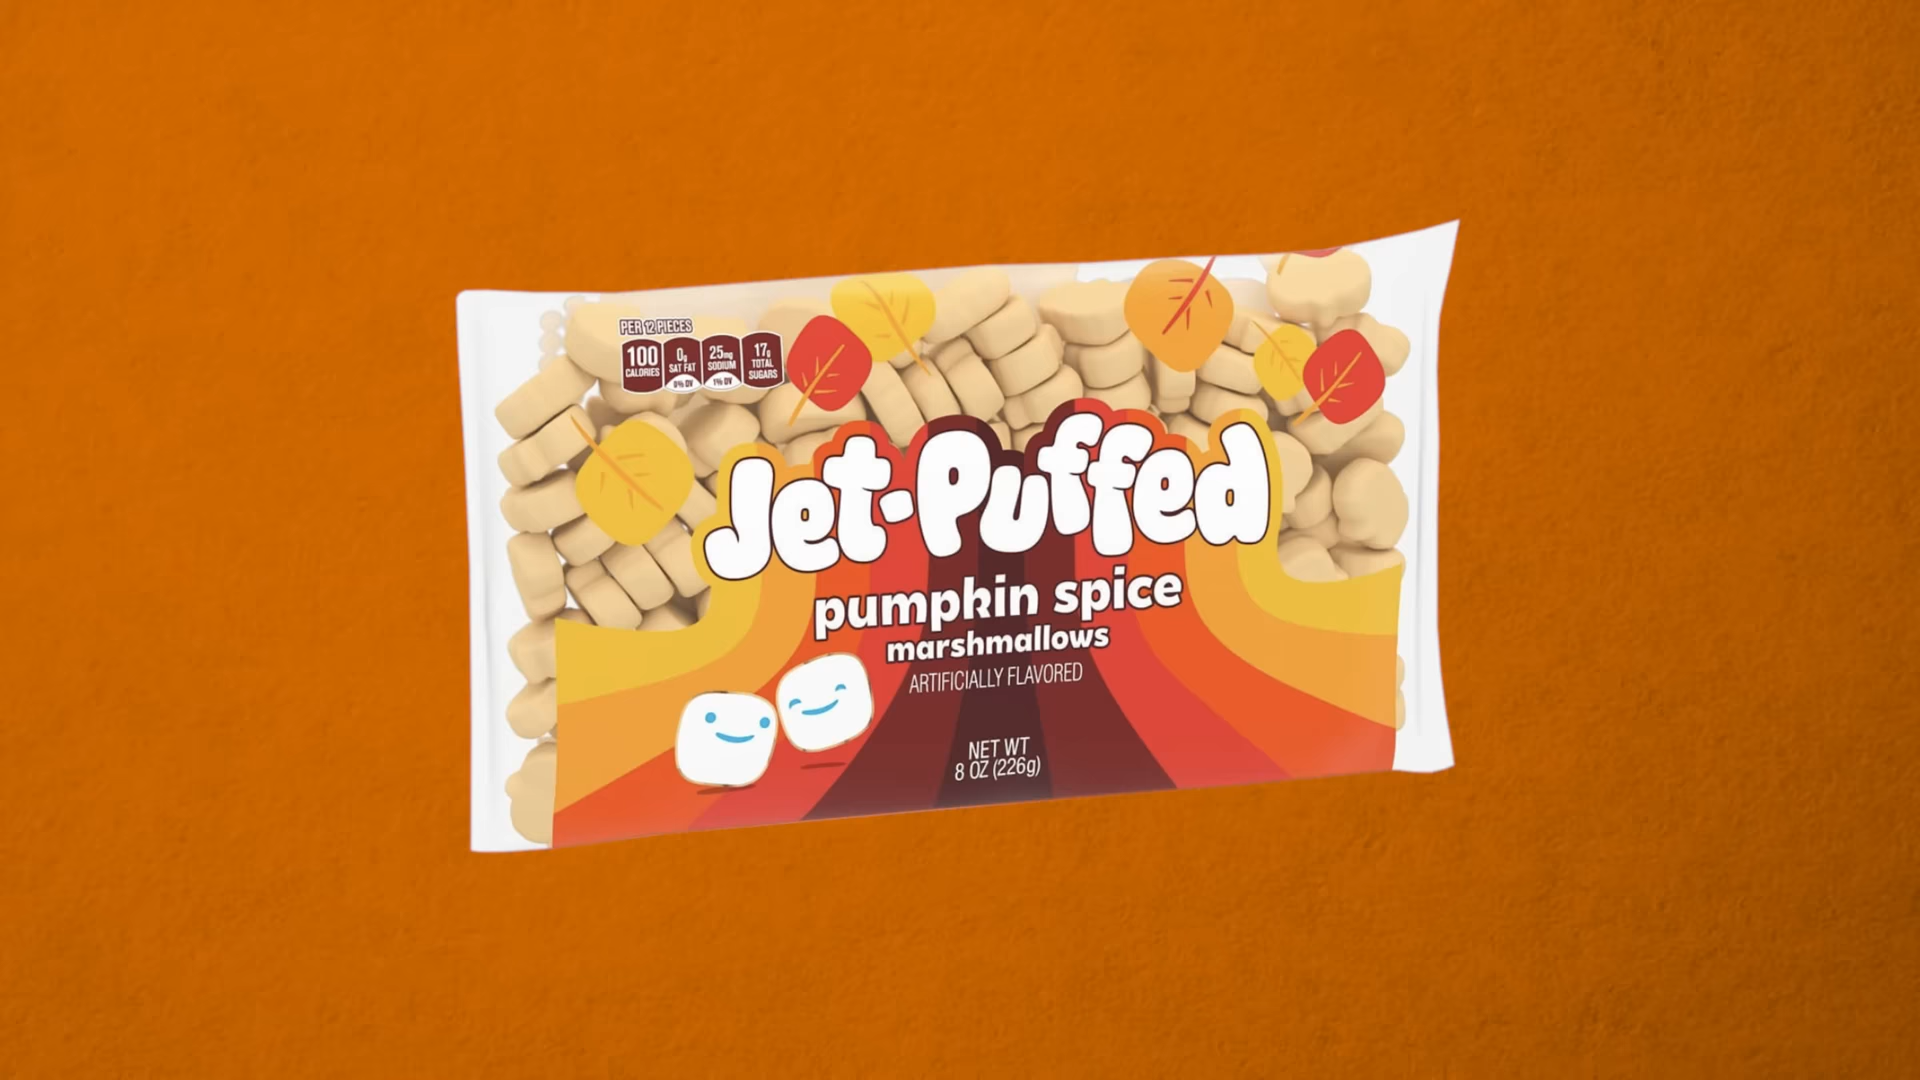 PER 12 PIECES
100 CALORIES
0g SAT FAT 0% DV
25mg SODIUM 1% DV
17g TOTAL SUGARS
Jet-Puffed
pumpkin spice
marshmallows
ARTIFICIALLY FLAVORED
NET WT
8 OZ (226g)